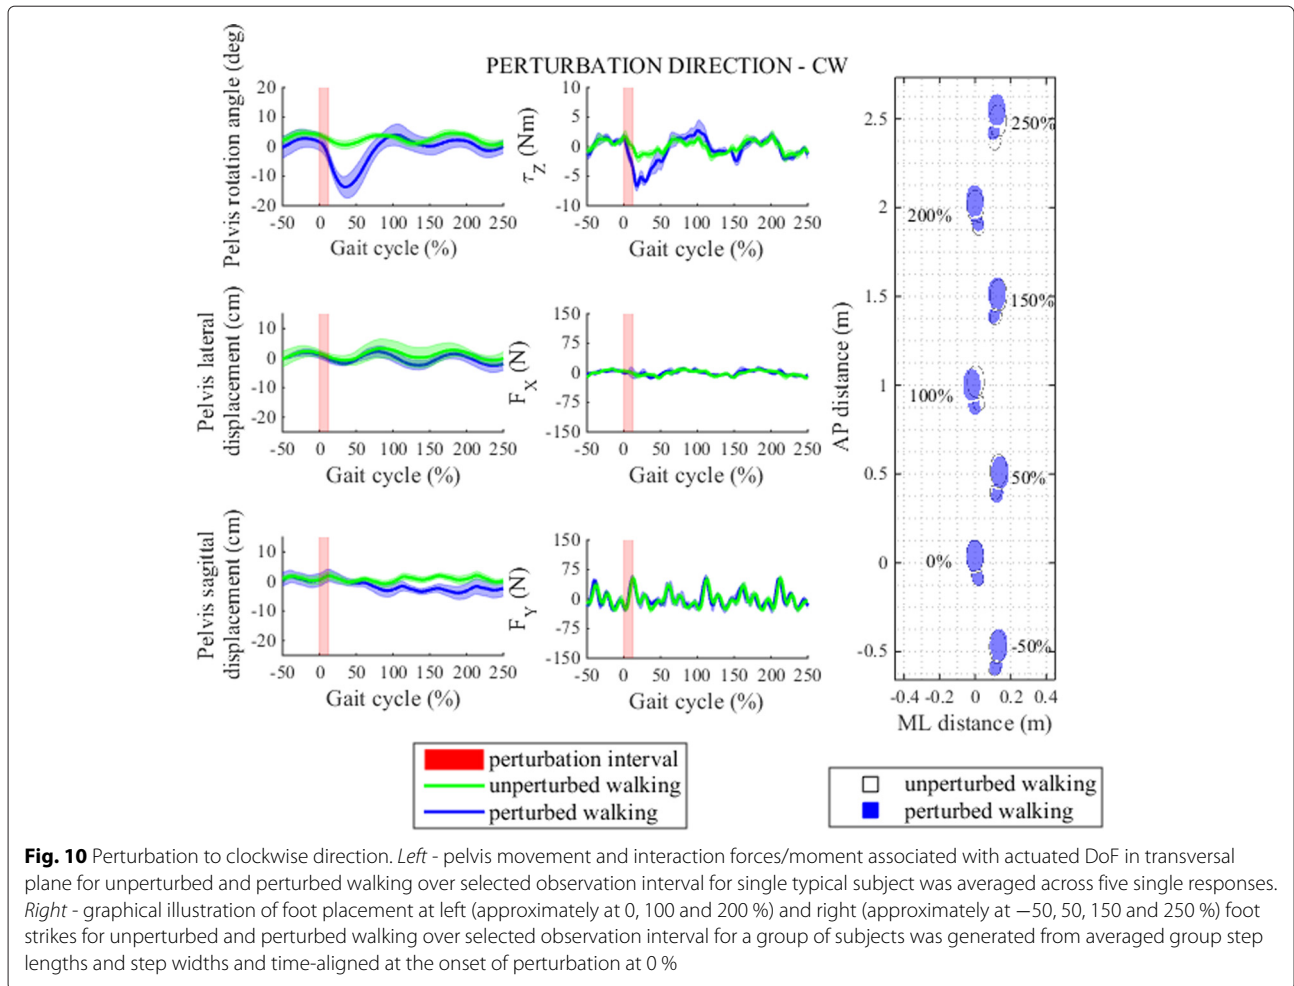 PERTURBATION DIRECTION - CW
Pelvis rotation angle (deg)
20
10
0
-10
-20
-50 0 50 100 150 200 250
Gait cycle (%)
τZ (Nm)
10
5
0
-5
-10
-50 0 50 100 150 200 250
Gait cycle (%)
Pelvis lateral
displacement (cm)
10
0
-10
-20
-50 0 50 100 150 200 250
Gait cycle (%)
FX (N)
150
75
0
-75
-150
-50 0 50 100 150 200 250
Gait cycle (%)
Pelvis sagittal
displacement (cm)
10
0
-10
-20
-50 0 50 100 150 200 250
Gait cycle (%)
FY (N)
150
75
0
-75
-150
-50 0 50 100 150 200 250
Gait cycle (%)
AP distance (m)
2.5
2
1.5
1
0.5
0
-0.5
250%
200%
150%
100%
50%
0%
-50%
-0.4 -0.2 0 0.2 0.4
ML distance (m)
perturbation interval
unperturbed walking
perturbed walking
unperturbed walking
perturbed walking
Fig. 10 Perturbation to clockwise direction. Left - pelvis movement and interaction forces/moment associated with actuated DoF in transversal
plane for unperturbed and perturbed walking over selected observation interval for single typical subject was averaged across five single responses.
Right - graphical illustration of foot placement at left (approximately at 0, 100 and 200 %) and right (approximately at −50, 50, 150 and 250 %) foot
strikes for unperturbed and perturbed walking over selected observation interval for a group of subjects was generated from averaged group step
lengths and step widths and time-aligned at the onset of perturbation at 0 %